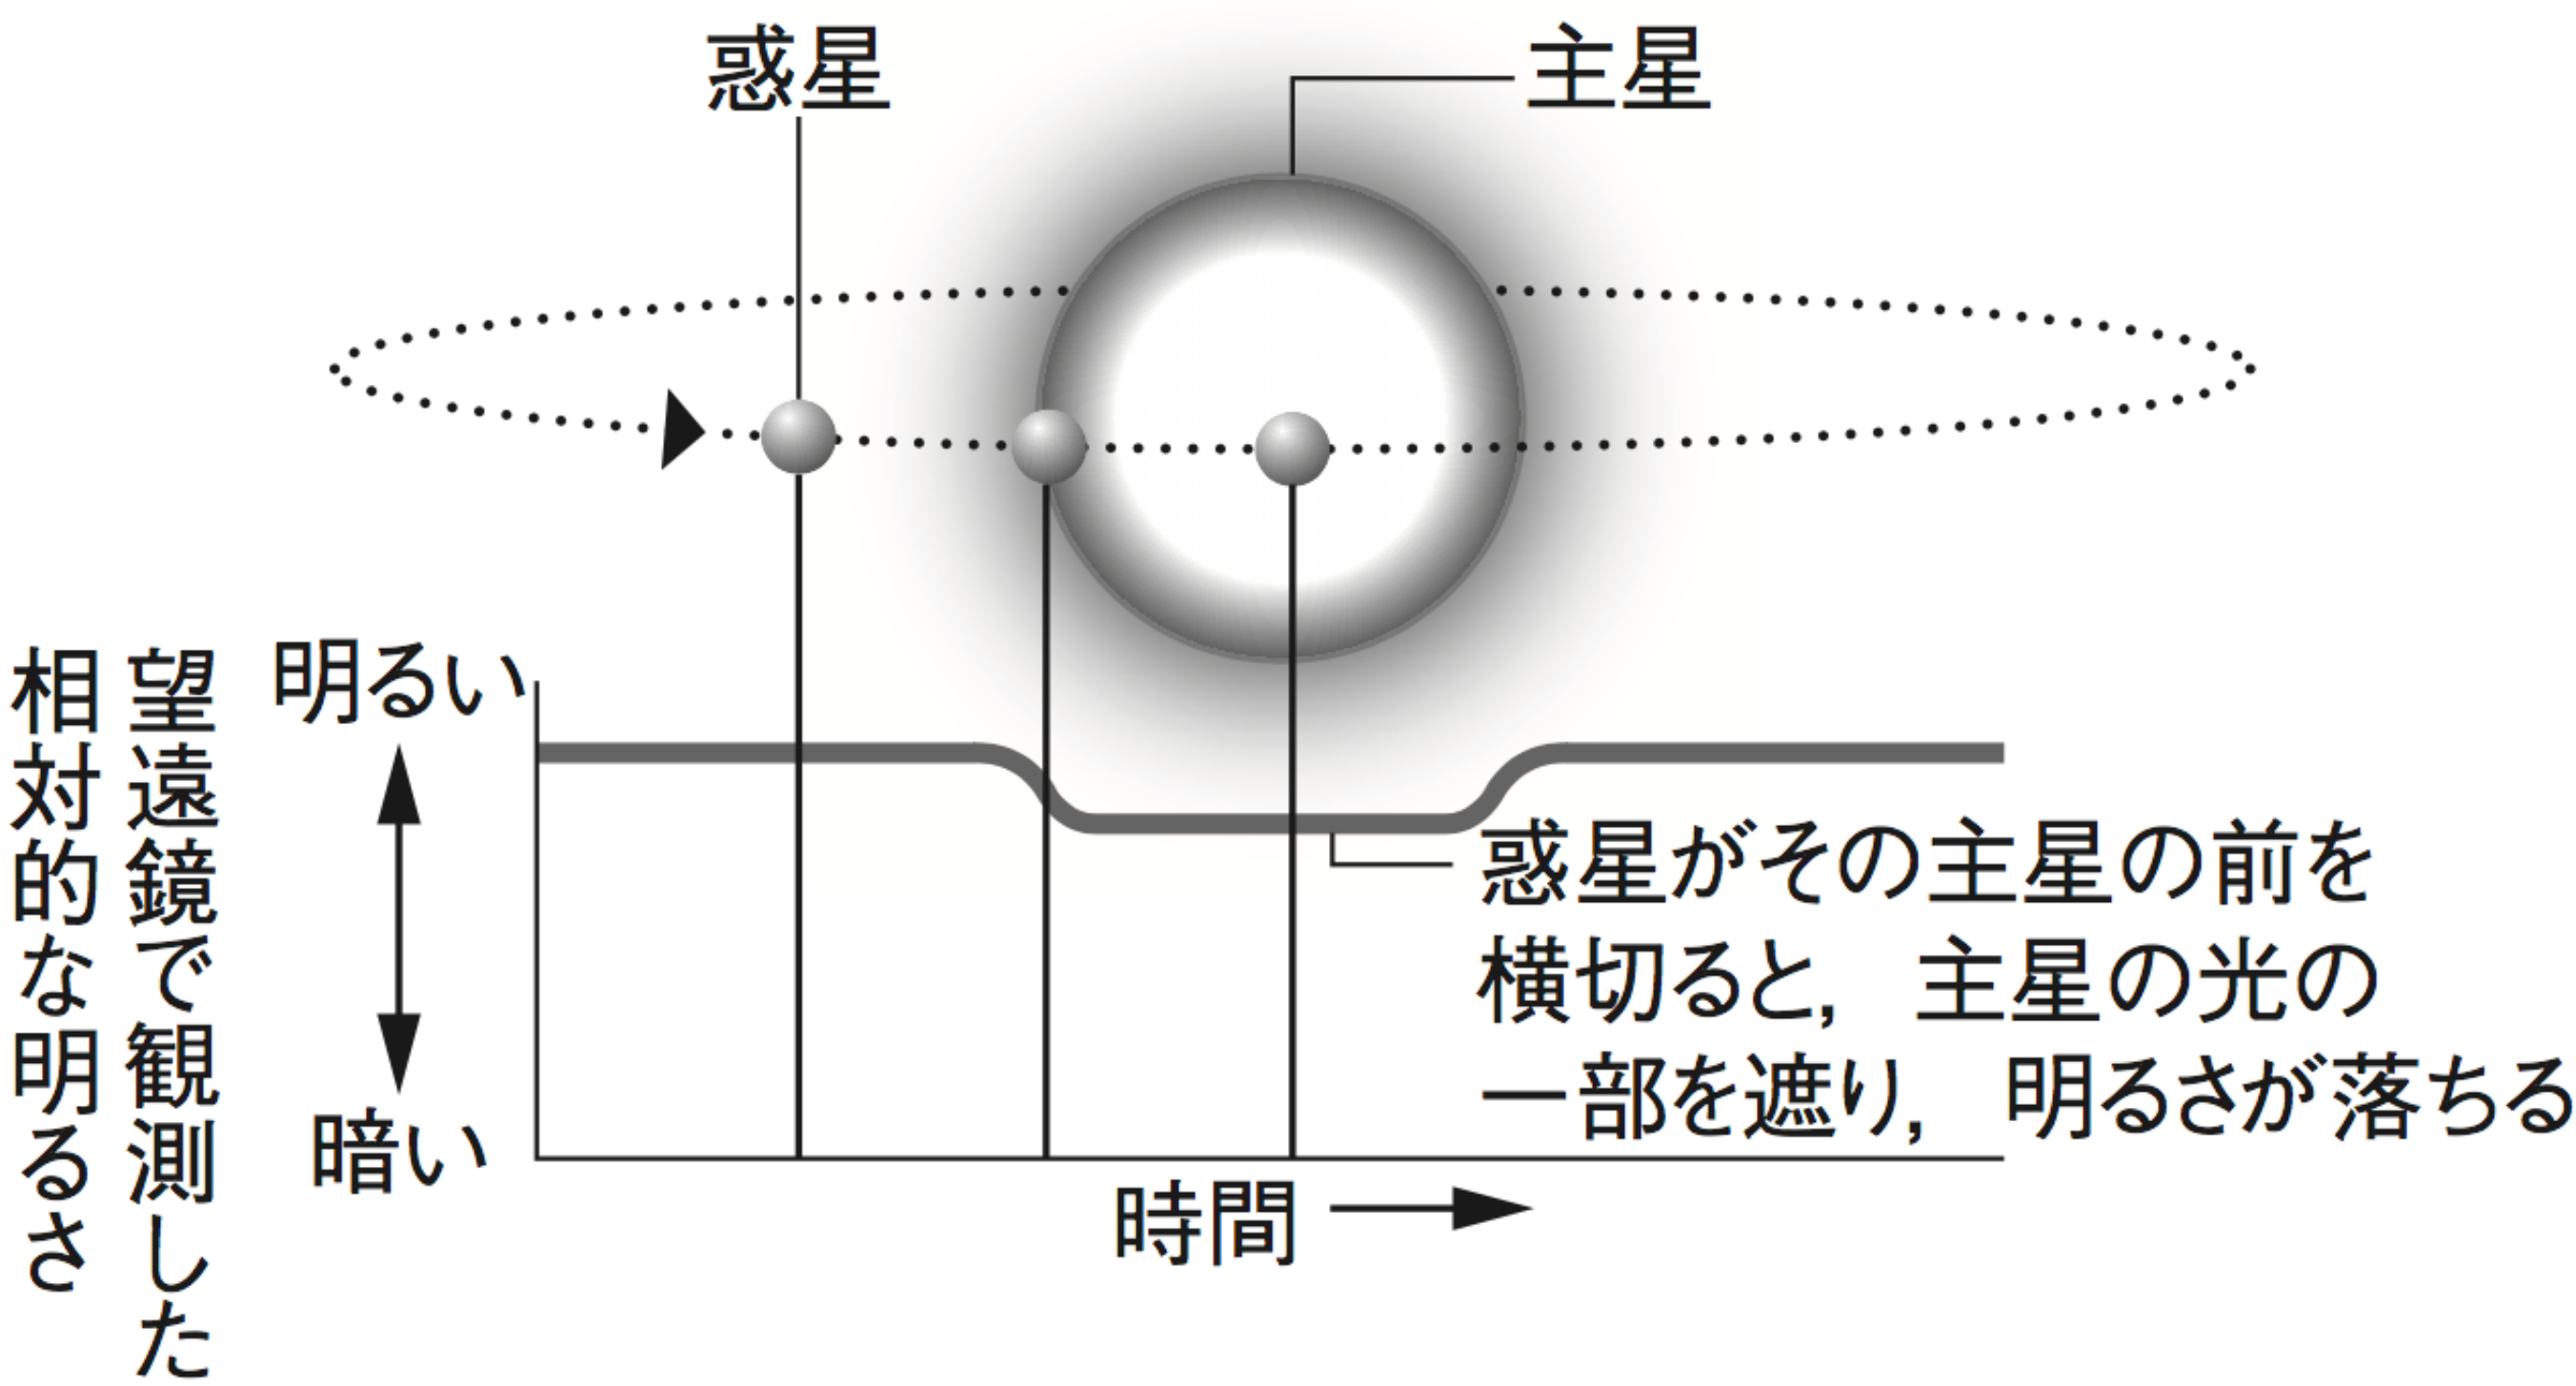 惑星
主星
望遠鏡で観測した
相対的な明るさ
明るい
暗い
惑星がその主星の前を
横切ると，主星の光の
一部を遮り，明るさが落ちる
時間